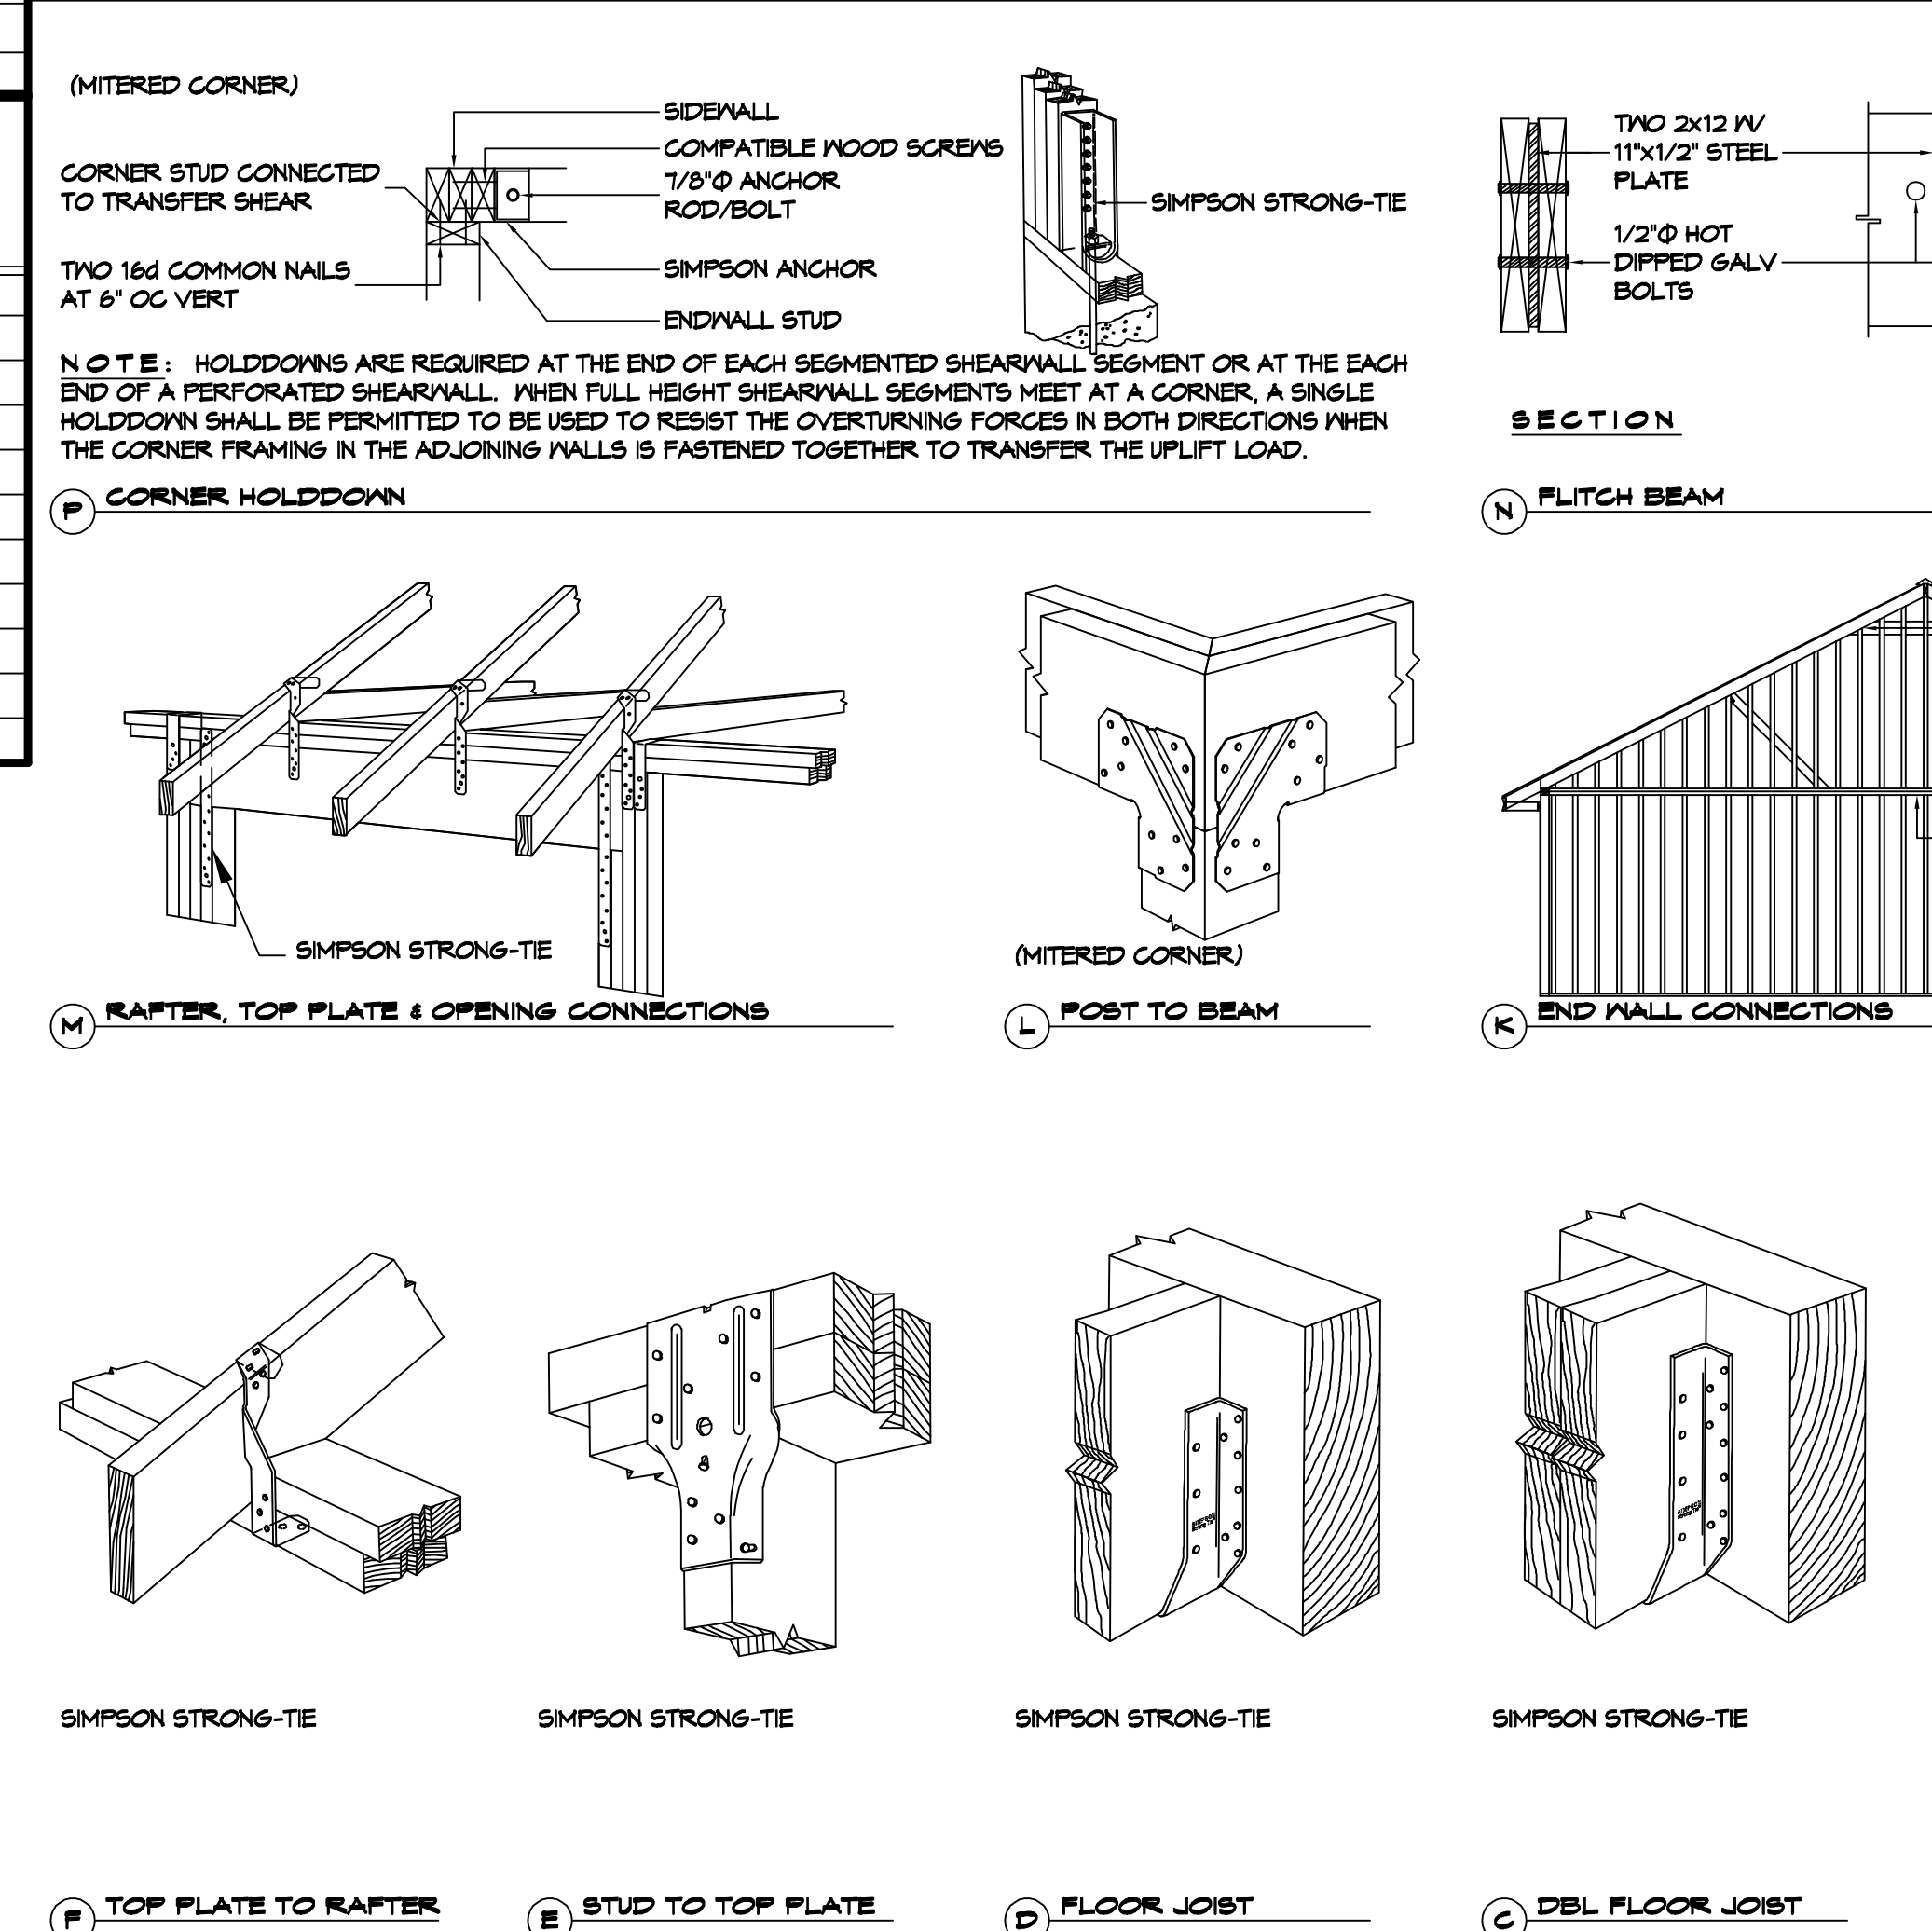 (MITERED CORNER)
CORNER STUD CONNECTED
TO TRANSFER SHEAR
TWO 16d COMMON NAILS
AT 6" OC VERT
SIDEWALL
COMPATIBLE WOOD SCREWS
7/8"Φ ANCHOR
ROD/BOLT
SIMPSON ANCHOR
ENDWALL STUD
SIMPSON STRONG-TIE
NOTE: HOLDDOWNS ARE REQUIRED AT THE END OF EACH SEGMENTED SHEARWALL SEGMENT OR AT THE EACH
END OF A PERFORATED SHEARWALL. WHEN FULL HEIGHT SHEARWALL SEGMENTS MEET AT A CORNER, A SINGLE
HOLDDOWN SHALL BE PERMITTED TO BE USED TO RESIST THE OVERTURNING FORCES IN BOTH DIRECTIONS WHEN
THE CORNER FRAMING IN THE ADJOINING WALLS IS FASTENED TOGETHER TO TRANSFER THE UPLIFT LOAD.
P CORNER HOLDDOWN
TWO 2x12 W/
11"x1/2" STEEL
PLATE
1/2"Φ HOT
DIPPED GALV
BOLTS
SECTION
N FLITCH BEAM
SIMPSON STRONG-TIE
M RAFTER, TOP PLATE & OPENING CONNECTIONS
(MITERED CORNER)
L POST TO BEAM
K END WALL CONNECTIONS
SIMPSON STRONG-TIE
F TOP PLATE TO RAFTER
SIMPSON STRONG-TIE
E STUD TO TOP PLATE
SIMPSON
Strong-Tie
SIMPSON STRONG-TIE
D FLOOR JOIST
SIMPSON
Strong-Tie
SIMPSON STRONG-TIE
C DBL FLOOR JOIST